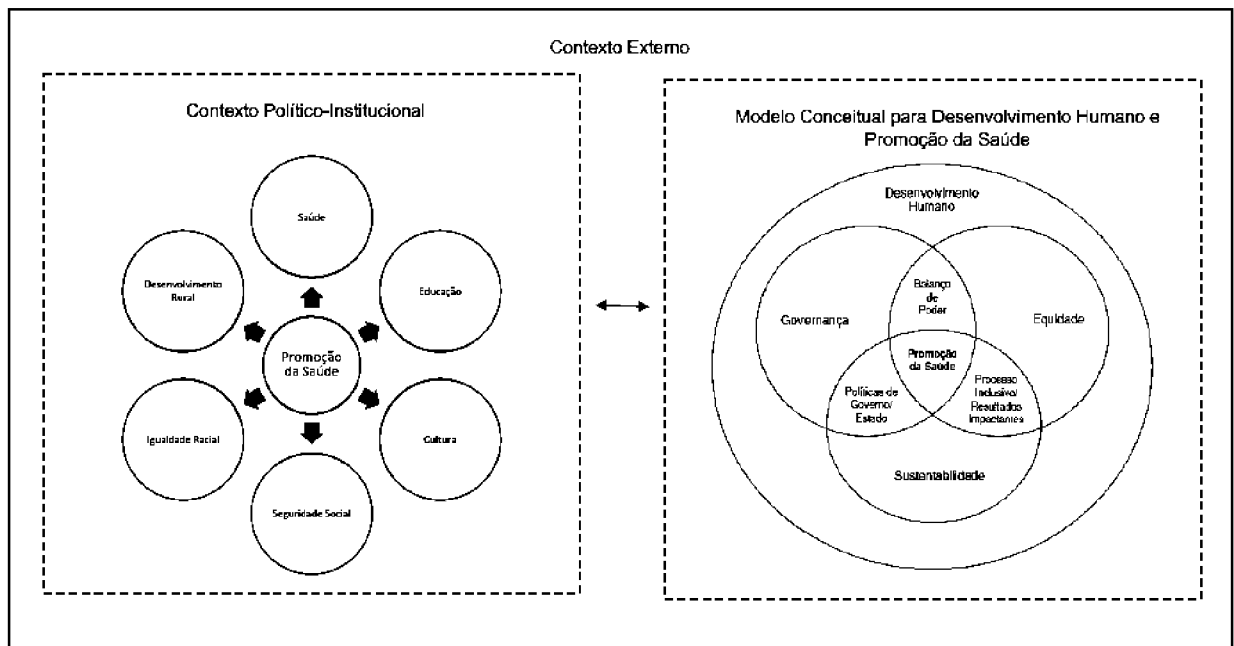 Contexto Externo
Contexto Político-Institucional
Saúde
Desenvolvimento
Rural
Educação
Promoção
da Saúde
Igualdade Racial
Cultura
Seguridade Social
Modelo Conceitual para Desenvolvimento Humano e
Promoção da Saúde
Desenvolvimento
Humano
Balanço
de
Poder
Governança
Equidade
Promoção
da Saúde
Políticas de
Governo/
Estado
Processo
Inclusivo/
Resultados
Impactantes
Sustentabilidade